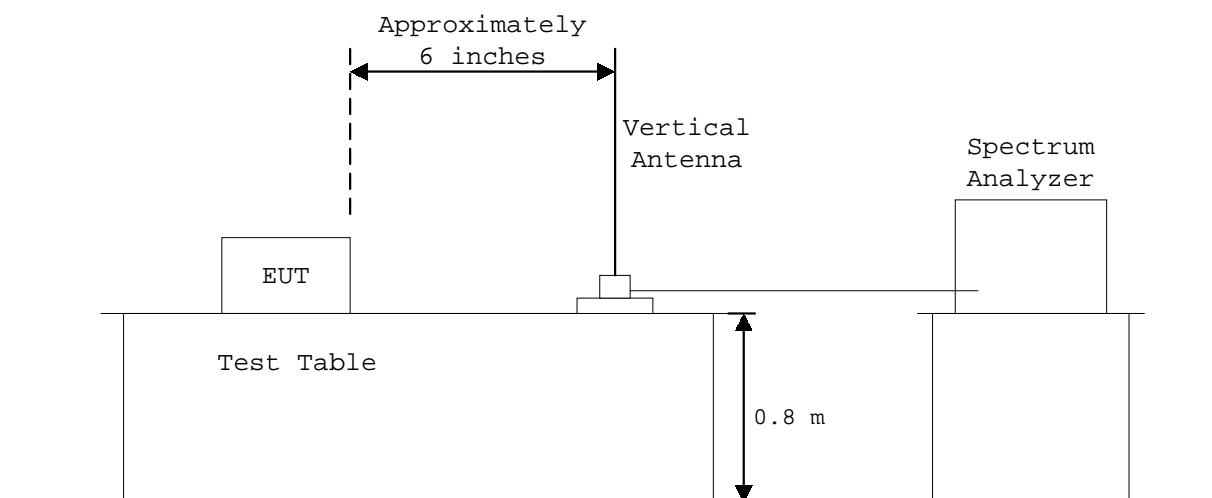 Approximately
6 inches
Vertical
Antenna
Spectrum
Analyzer
EUT
Test Table
0.8 m